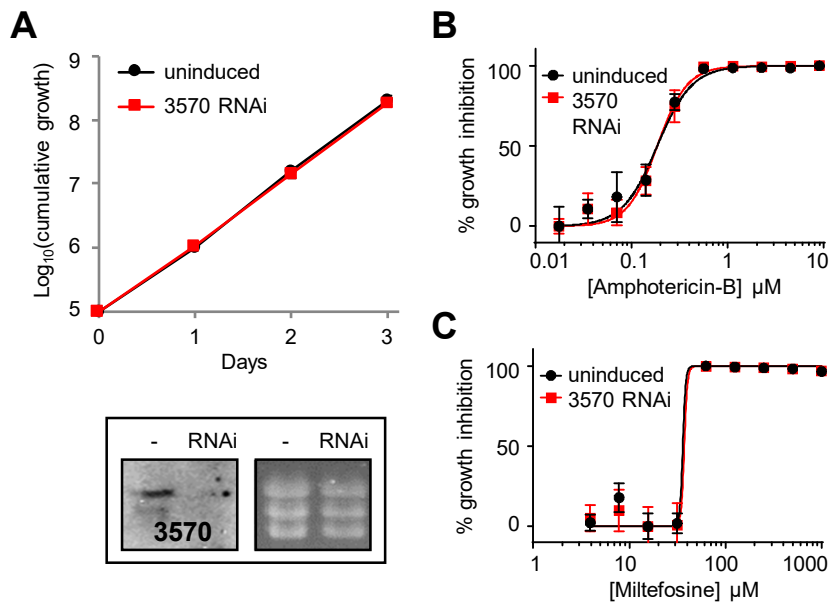 A
Log10(cumulative growth)
9
8
7
6
5
uninduced
3570 RNAi
0 1 2 3
Days
- RNAi - RNAi
3570
B
% growth inhibition
100
50
0
uninduced
3570
RNAi
0.01 0.1 1 10
[Amphotericin-B] µM
C
% growth inhibition
100
50
0
uninduced
3570 RNAi
1 10 100 1000
[Miltefosine] µM